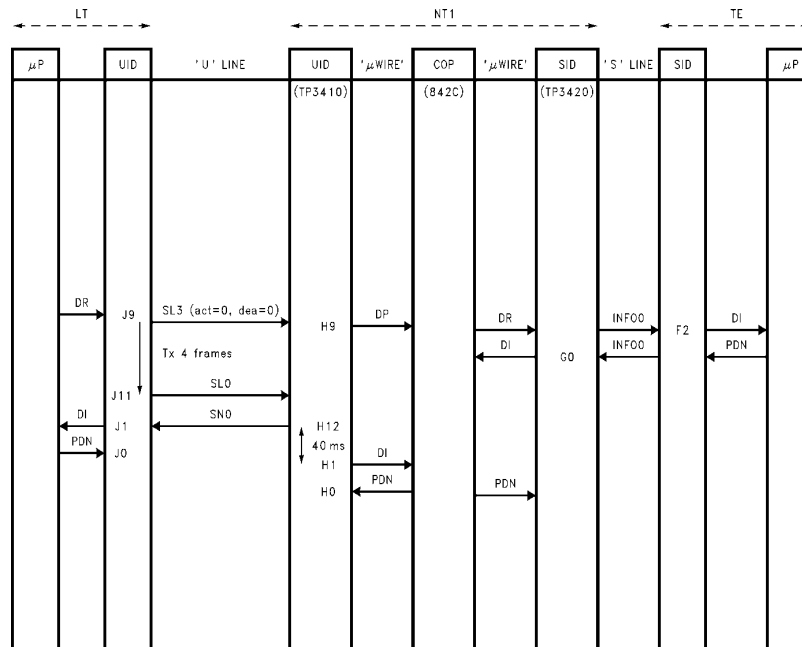 LT NT1 TE
µP UID 'U' LINE UID 'µWIRE' COP 'µWIRE' SID 'S' LINE SID µP
(TP3410) (842C) (TP3420)
DR J9 SL3 (act=0, dea=0) H9 DP DR INFO0 F2 DI
Tx 4 frames DI G0 INFO0 PDN
J11 SL0
DI J1 SN0 H12
PDN J0 40 ms
H1 DI
H0 PDN PDN